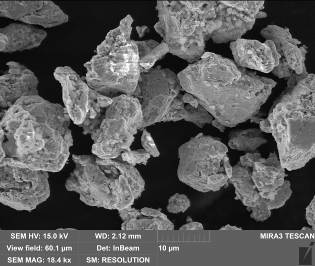 SEM HV: 15.0 kV WD: 2.12 mm MIRA3 TESCAN
View field: 60.1 µm Det: InBeam 10 µm
SEM MAG: 18.4 kx SM: RESOLUTION